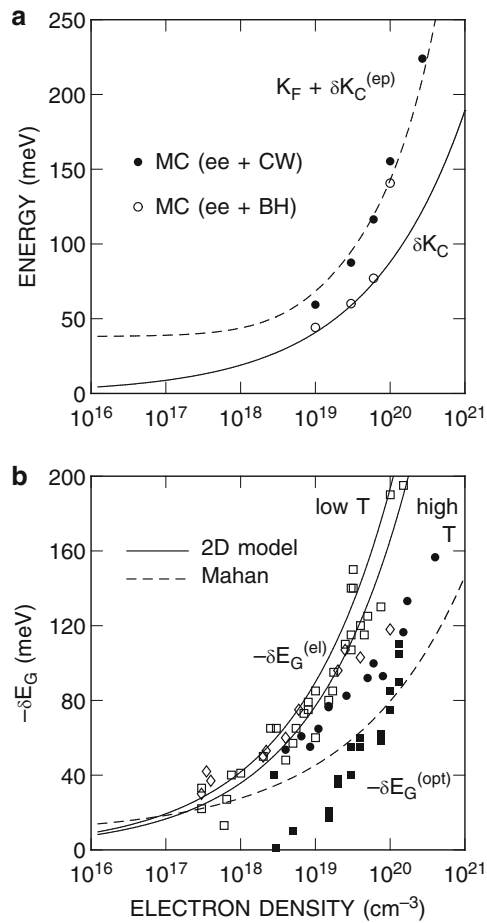 a
250
200
150
100
50
0
ENERGY (meV)
K_F + δK_C^(ep)
● MC (ee + CW)
○ MC (ee + BH)
δK_C
10^16 10^17 10^18 10^19 10^20 10^21
b
200
160
120
80
40
0
−δE_G (meV)
low T
high T
2D model
Mahan
−δE_G^(el)
−δE_G^(opt)
10^16 10^17 10^18 10^19 10^20 10^21
ELECTRON DENSITY (cm^−3)